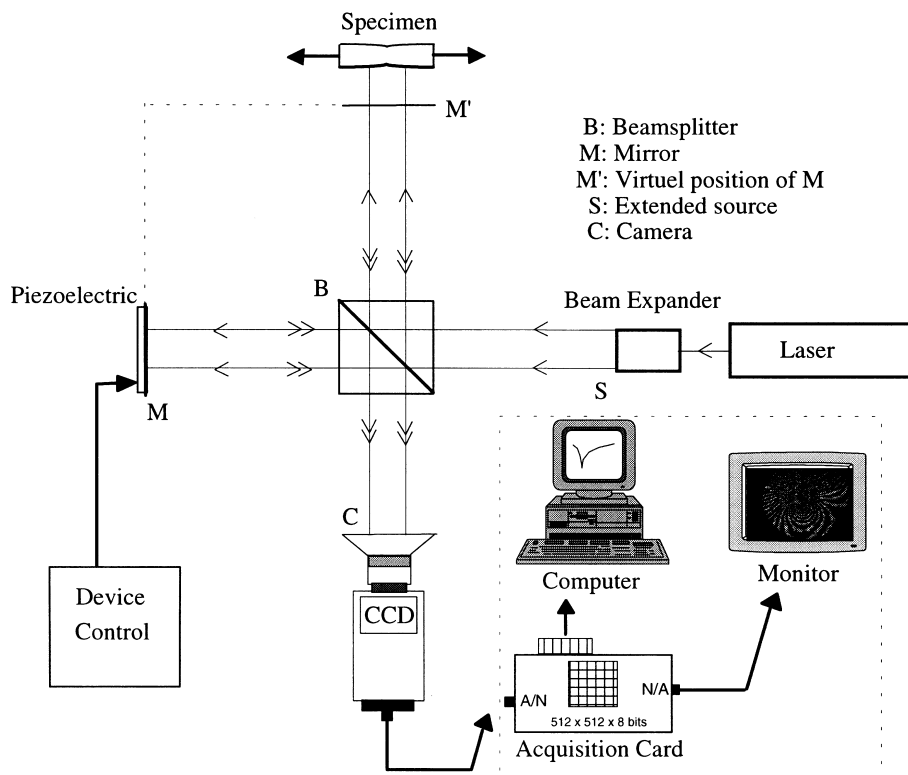 Specimen
M'
B: Beamsplitter
M: Mirror
M': Virtuel position of M
S: Extended source
C: Camera
Piezoelectric
B
Beam Expander
Laser
M
S
C
CCD
Device
Control
Computer
Monitor
A/N
N/A
512 x 512 x 8 bits
Acquisition Card